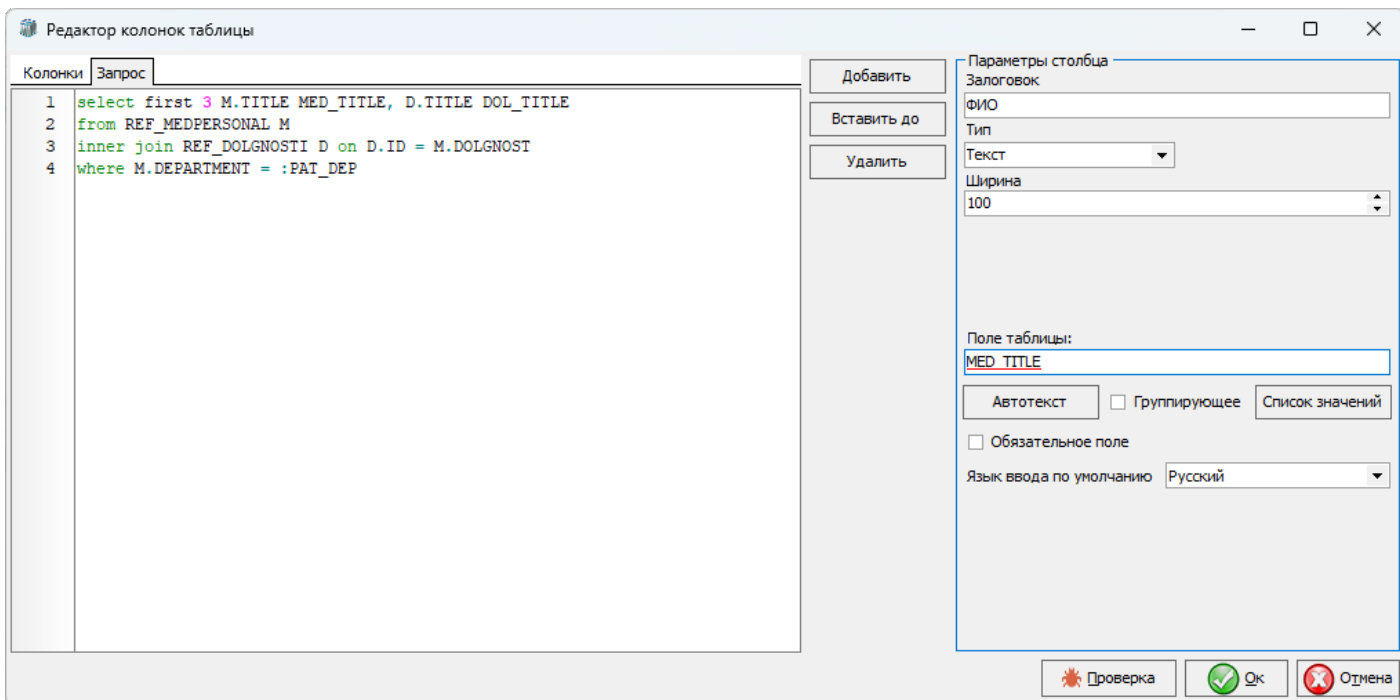 Редактор колонок таблицы
Колонки Запрос
1 select first 3 M.TITLE MED_TITLE, D.TITLE DOL_TITLE
2 from REF_MEDPERSONAL M
3 inner join REF_DOLGNOSTI D on D.ID = M.DOLGNOST
4 where M.DEPARTMENT = :PAT_DEP
Добавить
Вставить до
Удалить
Параметры столбца
Залоговок
ФИО
Тип
Текст
Ширина
100
Поле таблицы:
MED_TITLE
Автотекст Группирующее Список значений
Обязательное поле
Язык ввода по умолчанию Русский
Проверка Ок Отмена